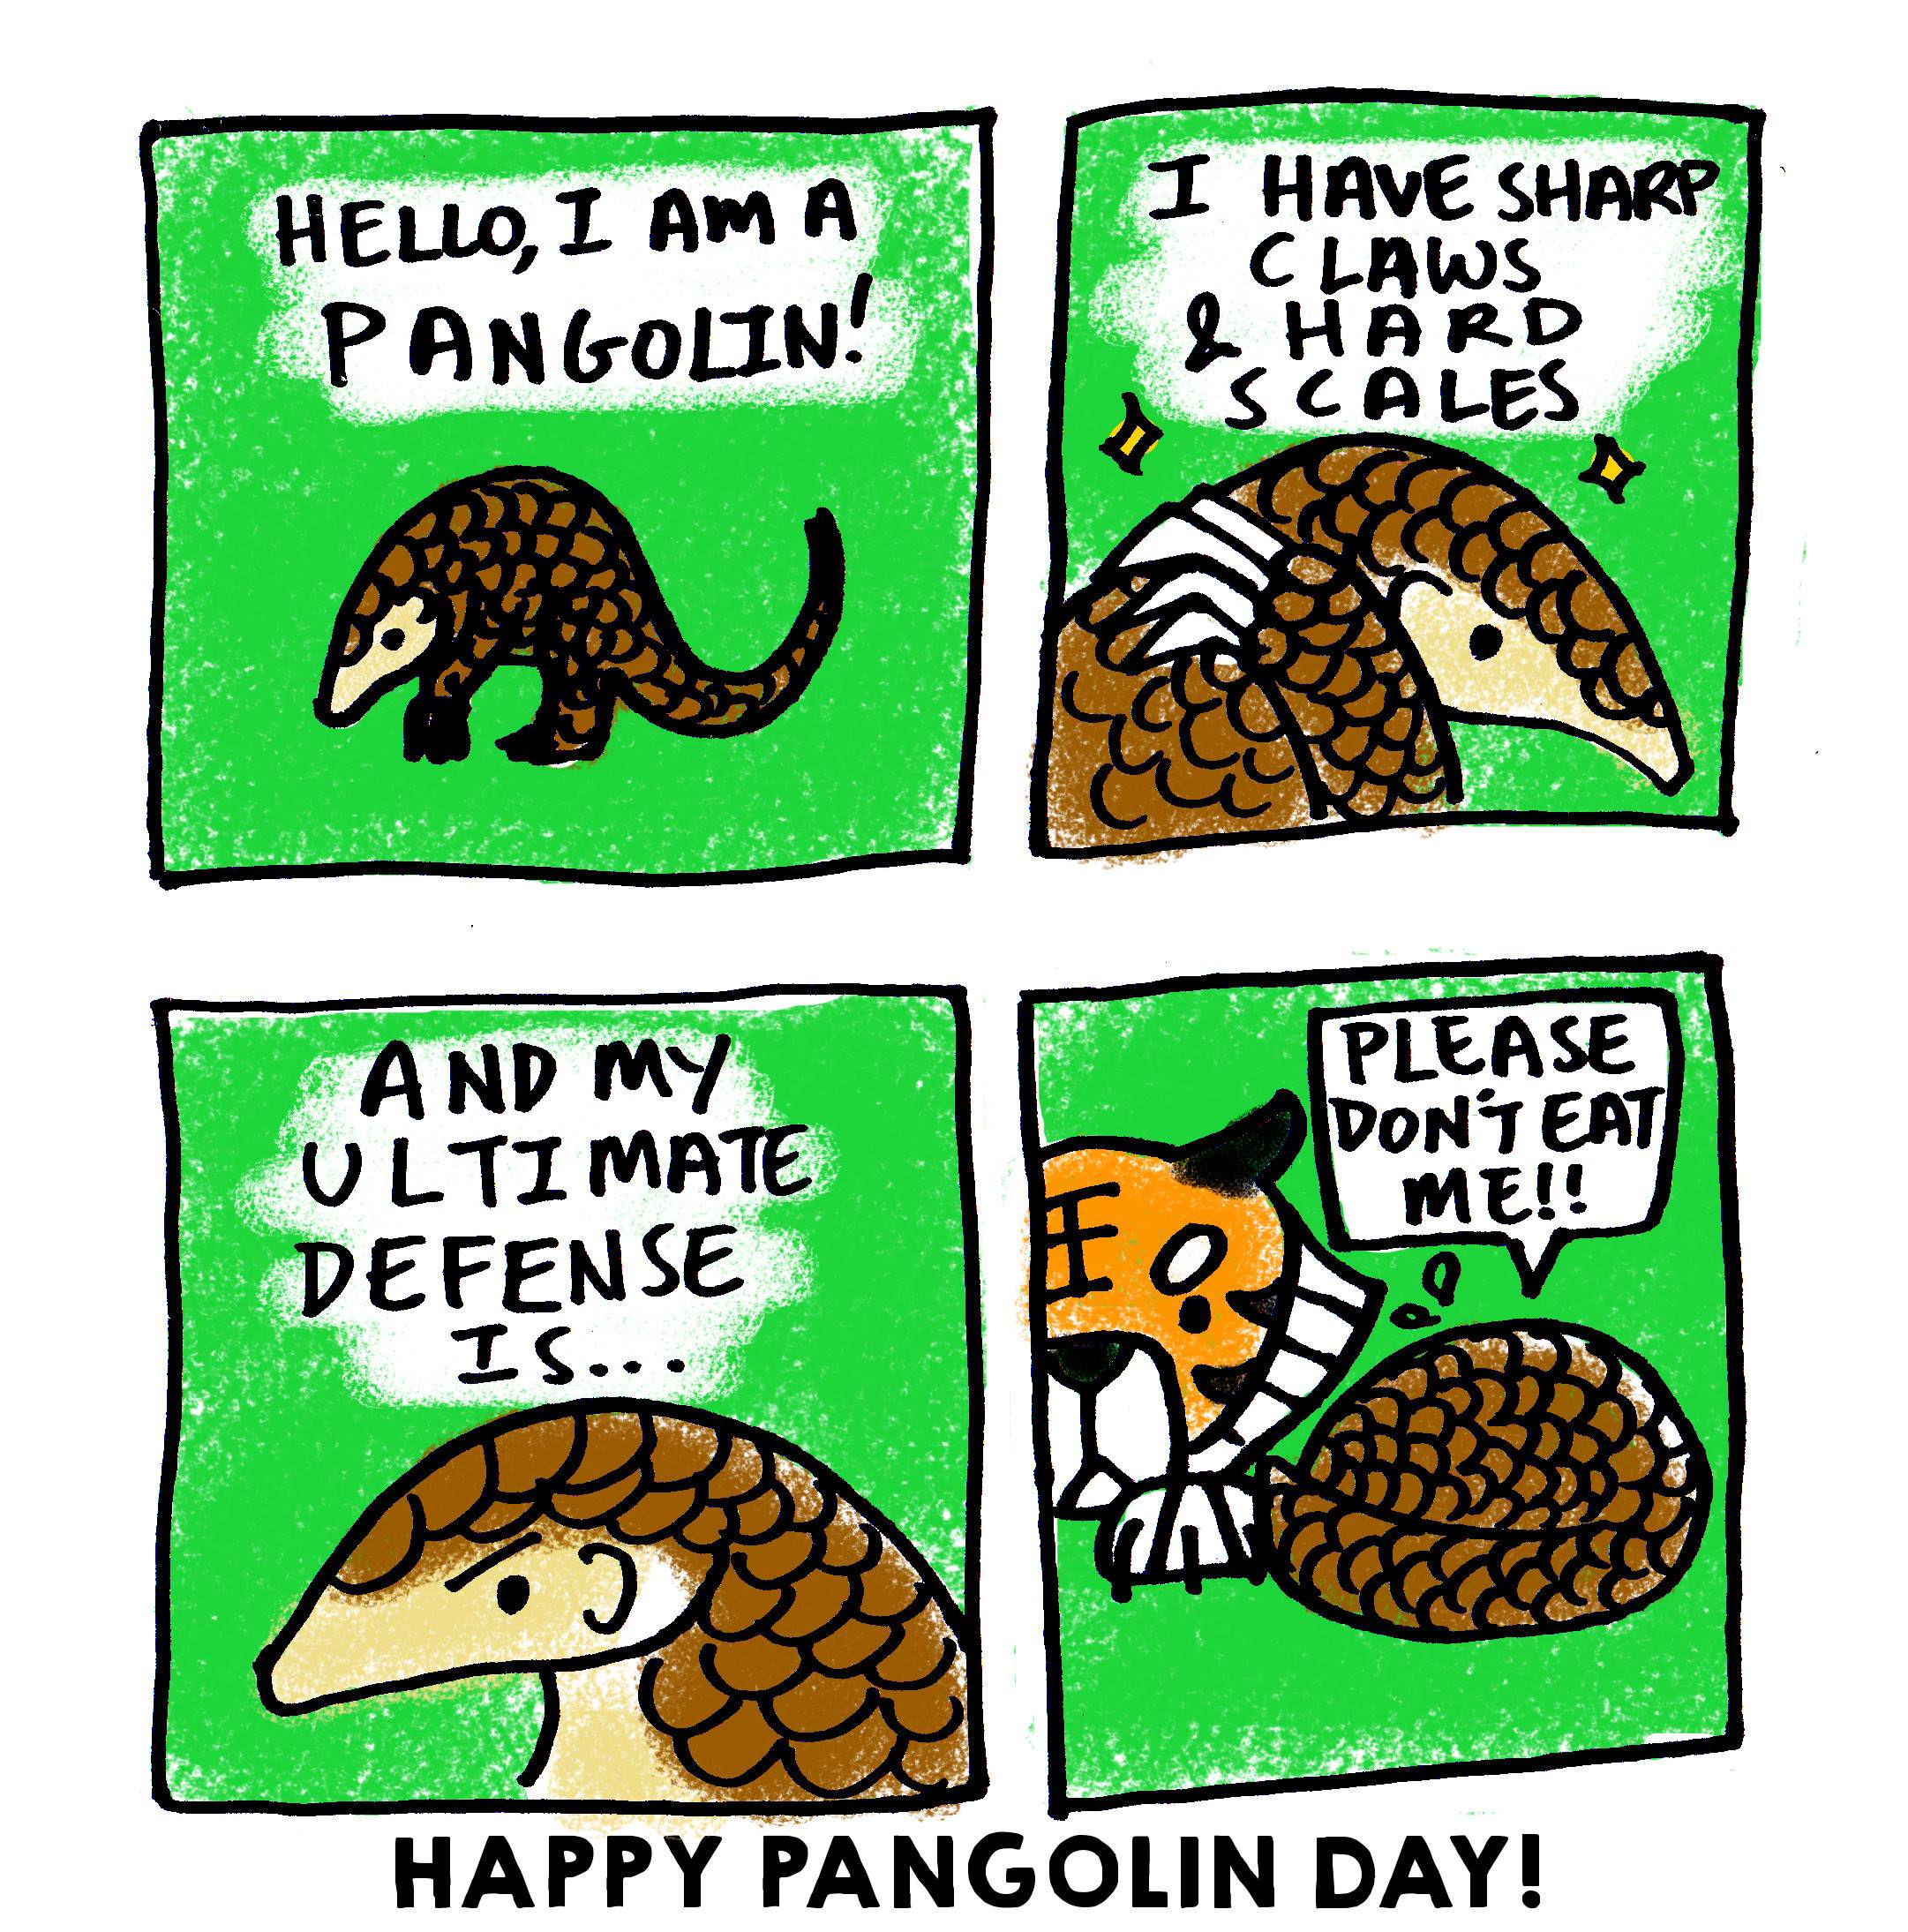 HELLO, I AM A
PANGOLIN!
I HAVE SHARP
CLAWS
& HARD
SCALES
AND MY
ULTIMATE
DEFENSE
IS...
PLEASE
DON'T EAT
ME!!
HAPPY PANGOLIN DAY!